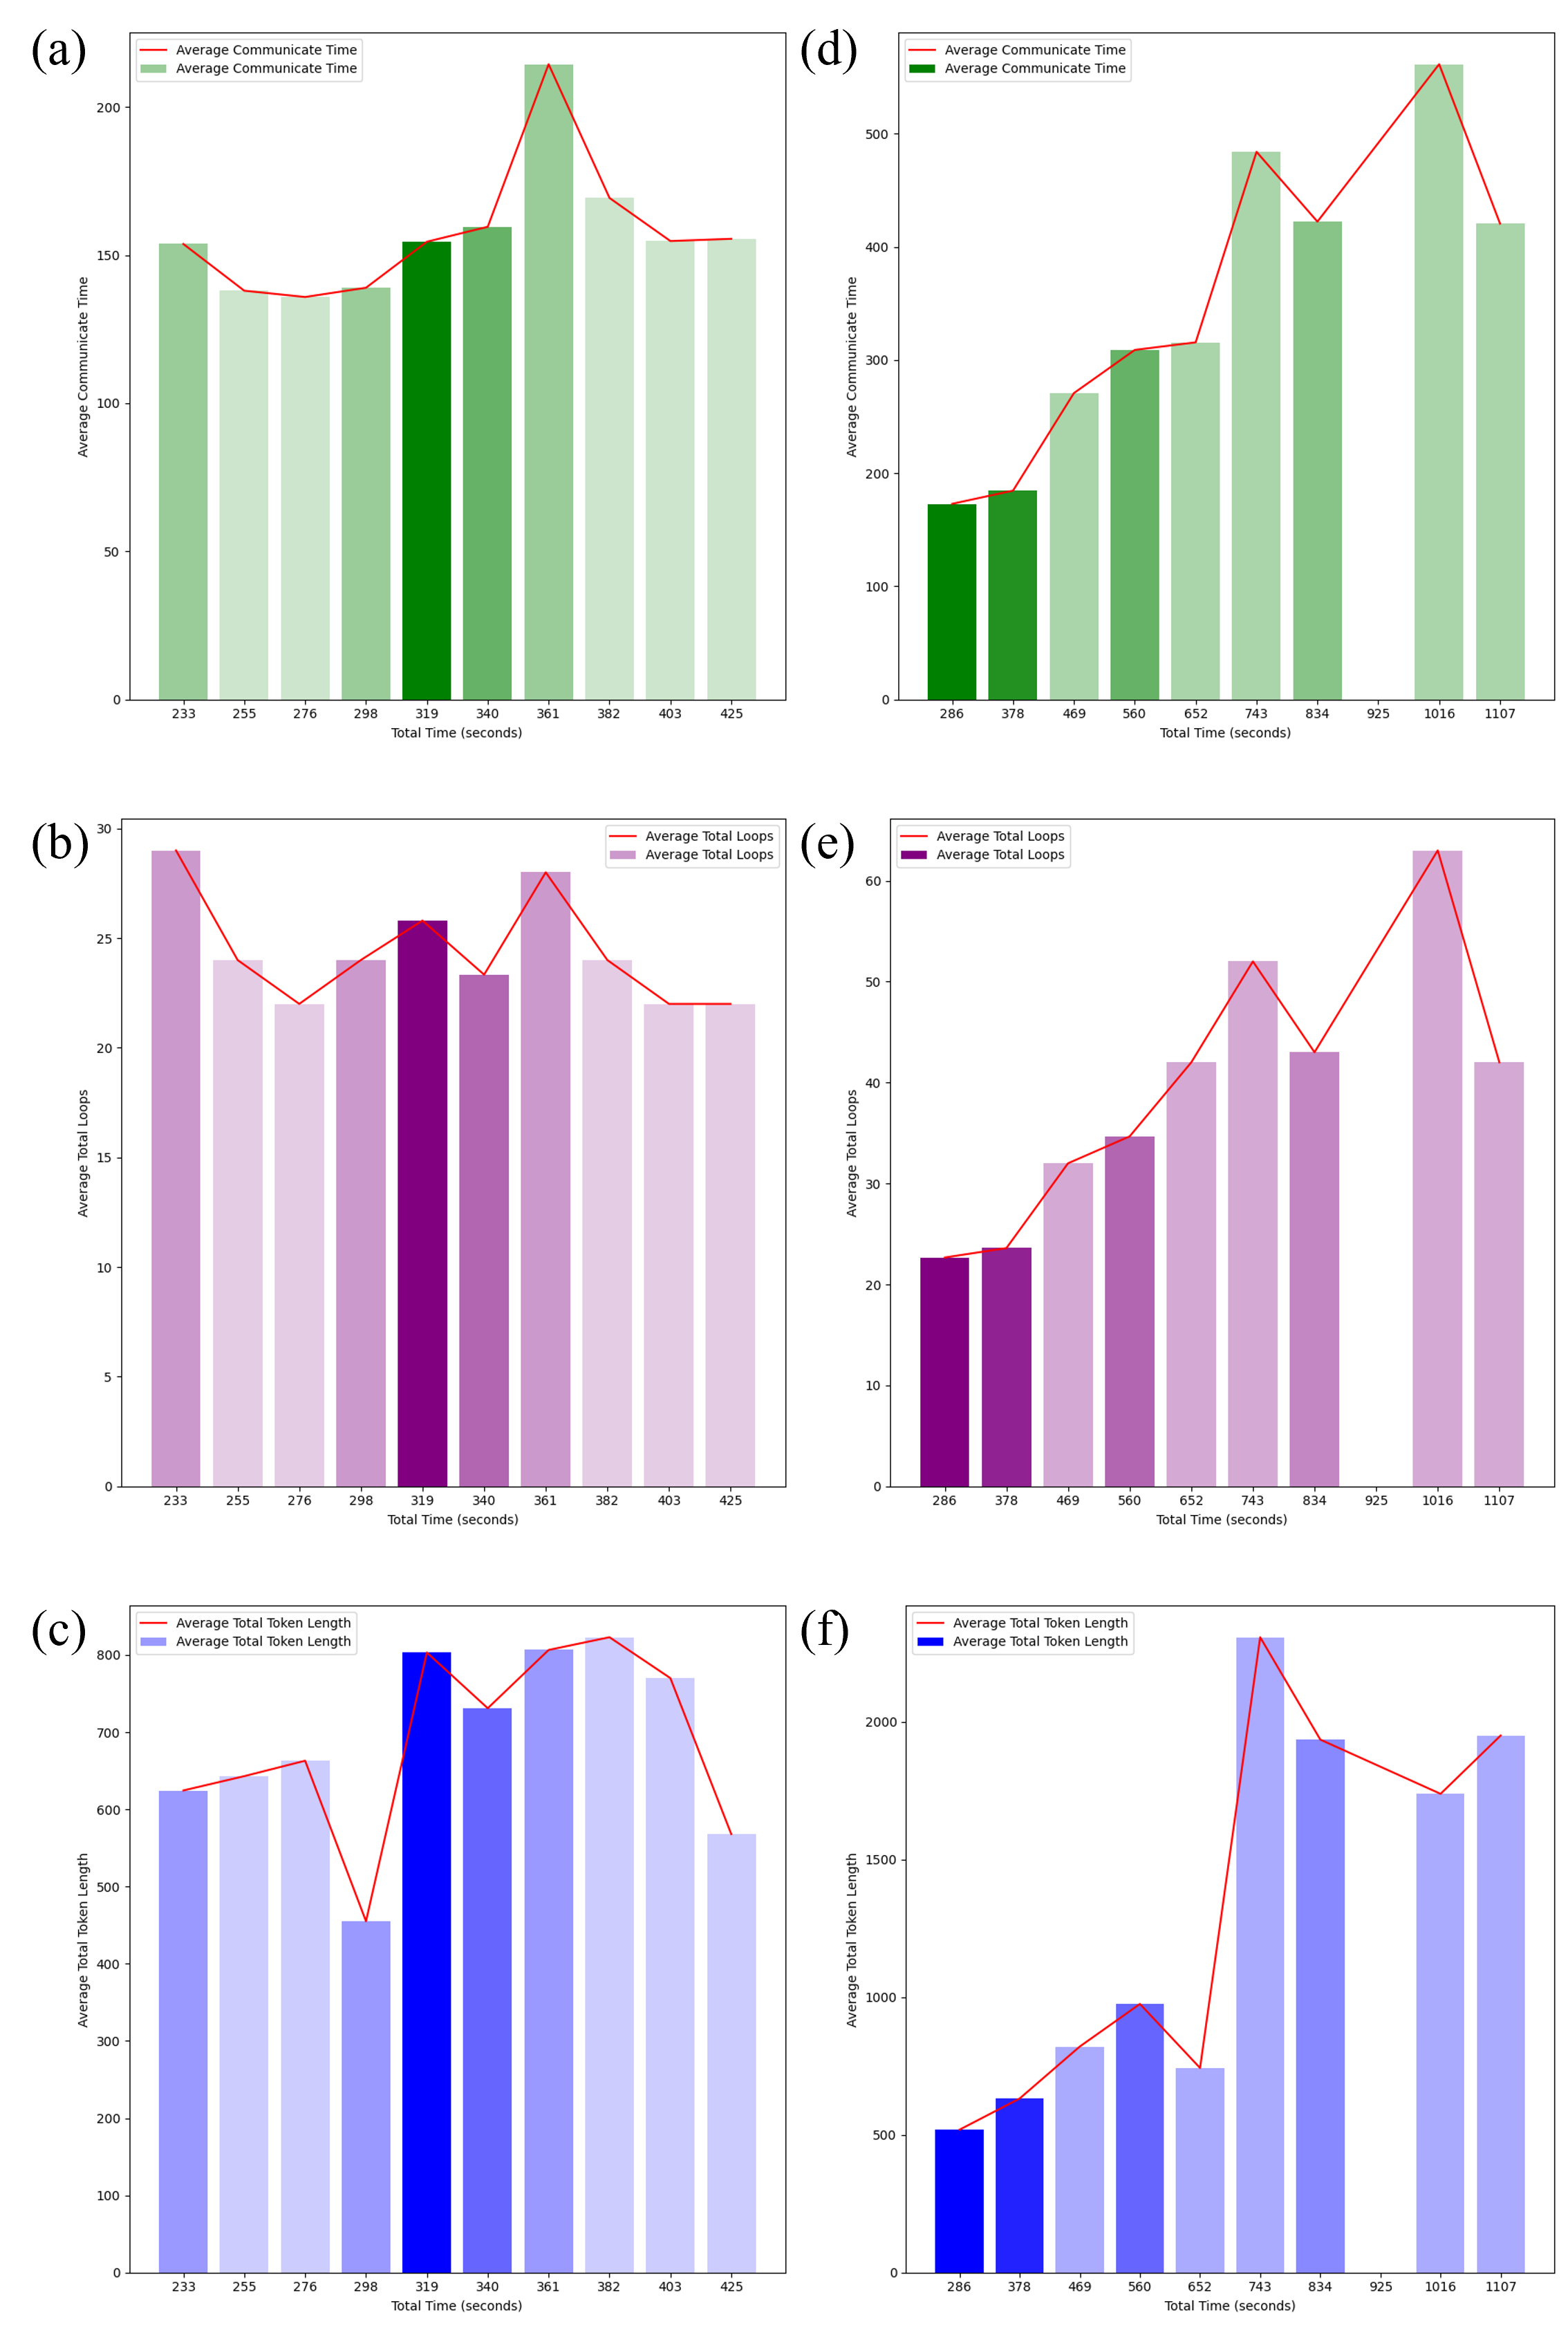 (a)
Average Communicate Time
Average Communicate Time
200
150
100
50
0
Average Communicate Time
233 255 276 298 319 340 361 382 403 425
Total Time (seconds)
(d)
Average Communicate Time
Average Communicate Time
500
400
300
200
100
0
Average Communicate Time
286 378 469 560 652 743 834 925 1016 1107
Total Time (seconds)
(b)
Average Total Loops
Average Total Loops
30
25
20
15
10
5
0
Average Total Loops
233 255 276 298 319 340 361 382 403 425
Total Time (seconds)
(e)
Average Total Loops
Average Total Loops
60
50
40
30
20
10
0
Average Total Loops
286 378 469 560 652 743 834 925 1016 1107
Total Time (seconds)
(c)
Average Total Token Length
Average Total Token Length
800
700
600
500
400
300
200
100
0
Average Total Token Length
233 255 276 298 319 340 361 382 403 425
Total Time (seconds)
(f)
Average Total Token Length
Average Total Token Length
2000
1500
1000
500
0
Average Total Token Length
286 378 469 560 652 743 834 925 1016 1107
Total Time (seconds)